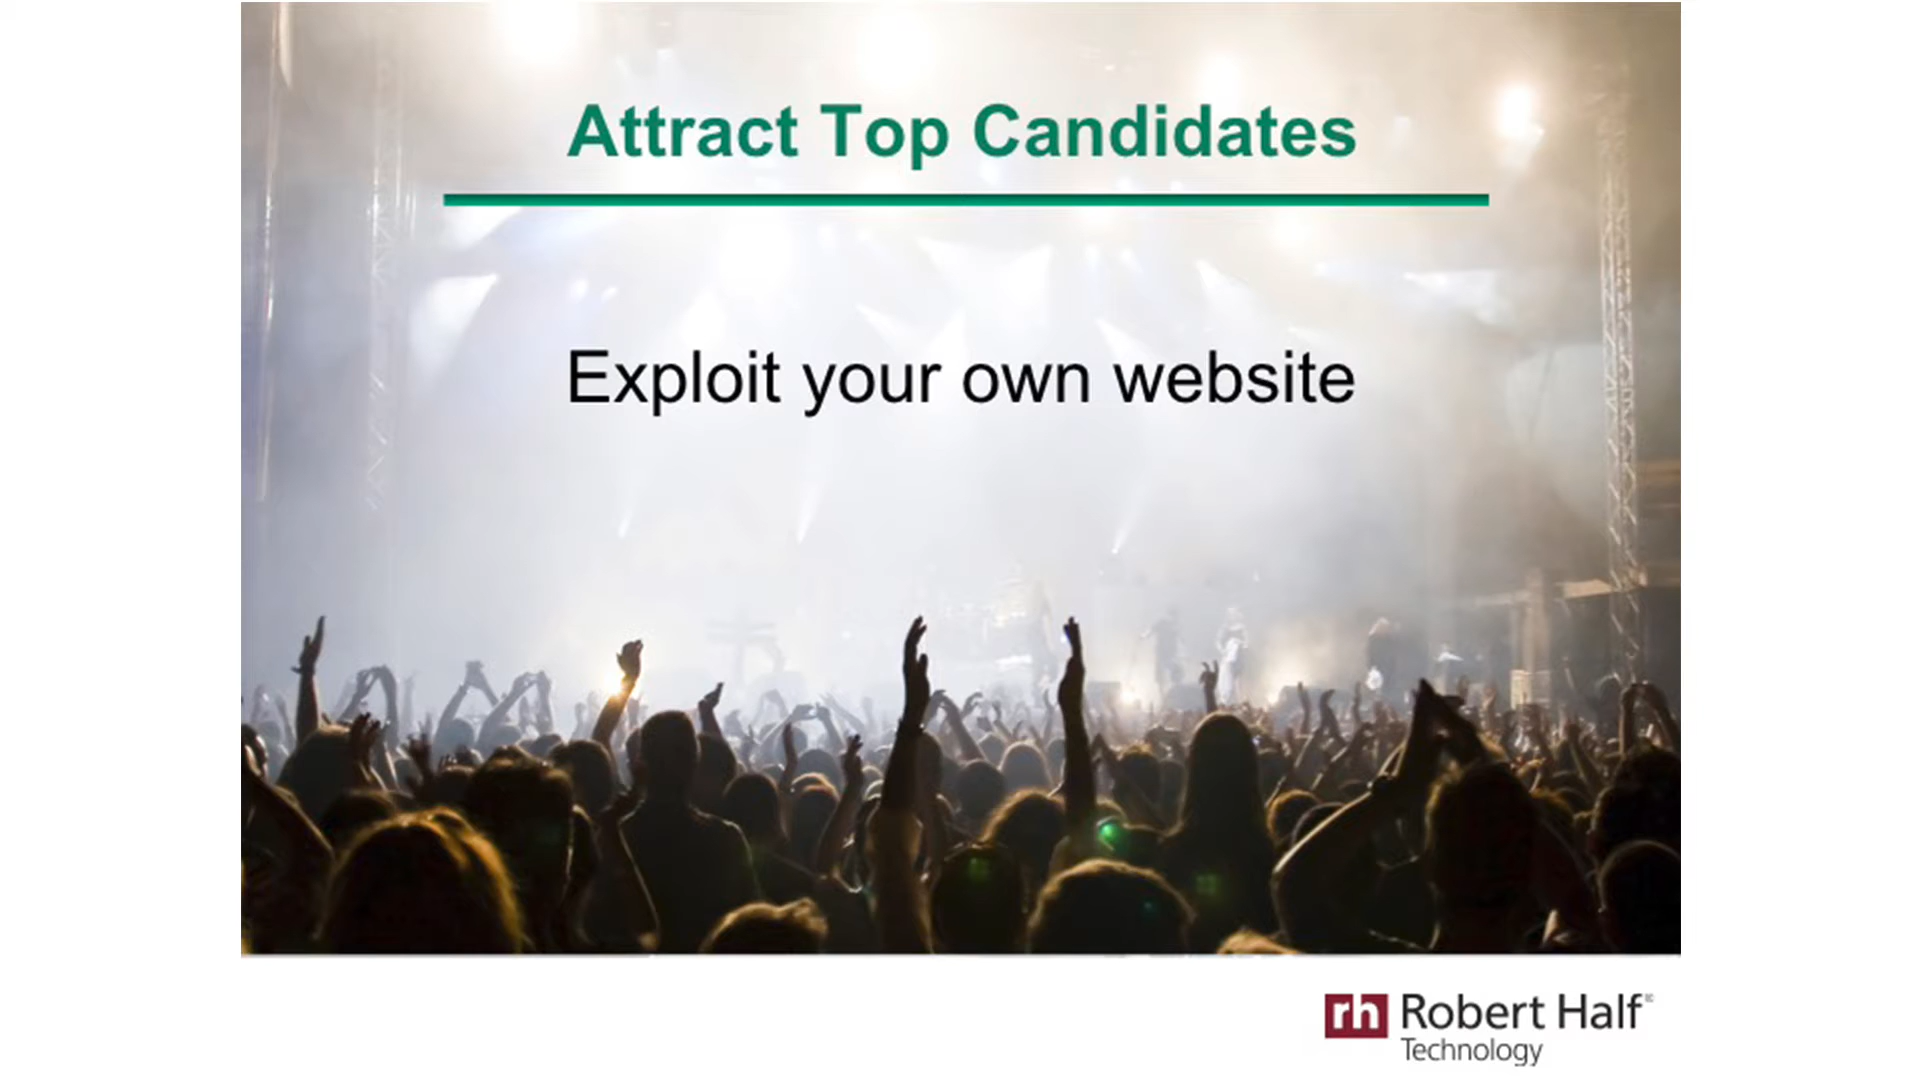 Attract Top Candidates
Exploit your own website
rh Robert Half®
Technology